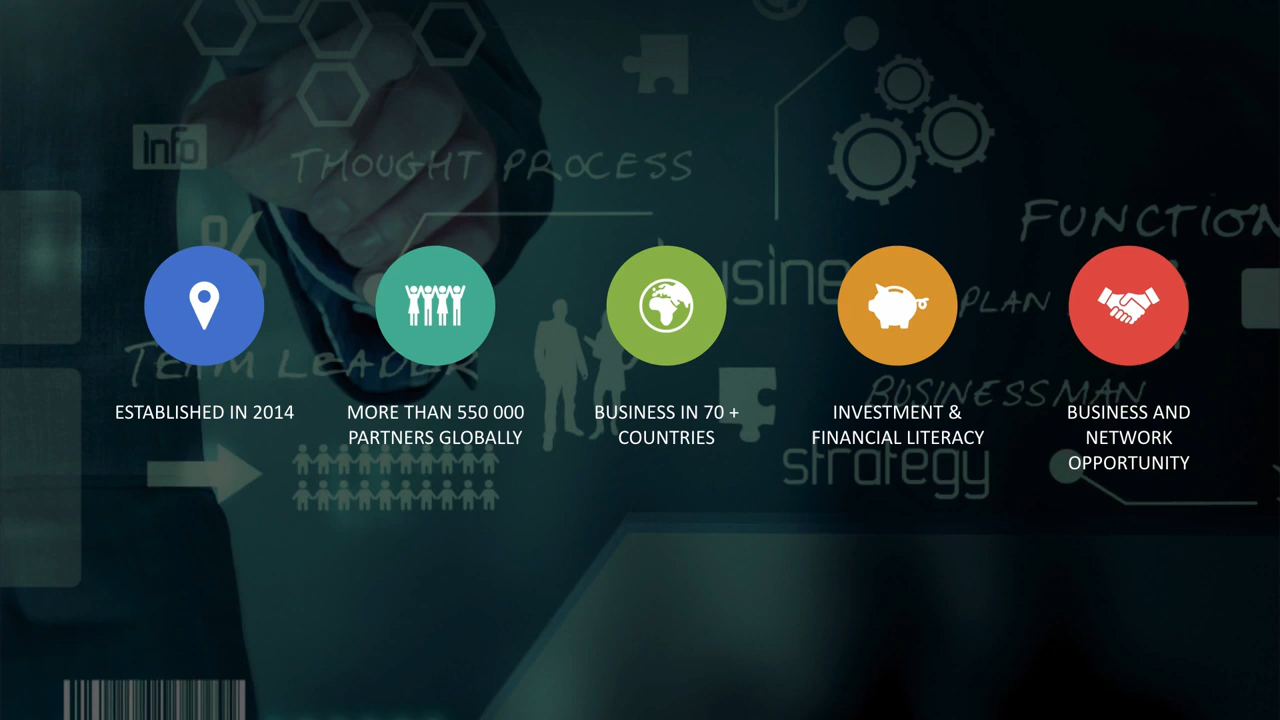 Info
THOUGHT PROCESS
FUNCTION
%
usine
PLAN
TEAM LEADER
BUSINESSMAN
ESTABLISHED IN 2014
MORE THAN 550 000
PARTNERS GLOBALLY
BUSINESS IN 70 +
COUNTRIES
INVESTMENT &
FINANCIAL LITERACY
BUSINESS AND
NETWORK
OPPORTUNITY
strategy